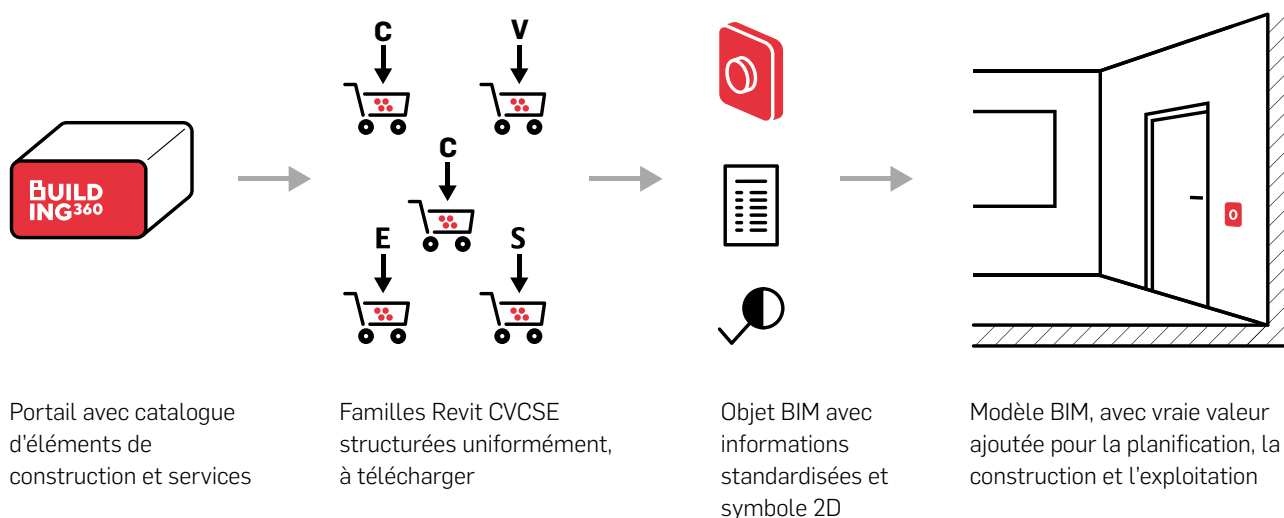 C
V
C
E
S
BUILD
ING360
Portail avec catalogue
d'éléments de
construction et services
Familles Revit CVCSE
structurées uniformément,
à télécharger
Objet BIM avec
informations
standardisées et
symbole 2D
Modèle BIM, avec vraie valeur
ajoutée pour la planification, la
construction et l'exploitation